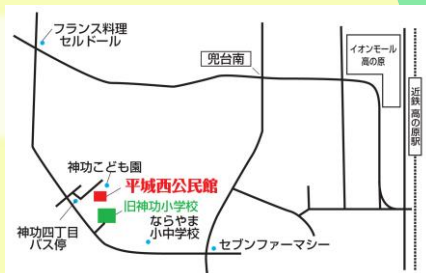 フランス料理
セルドール
兜台南
イオンモール
高の原
近鉄 高の原駅
神功こども園
平城西公民館
旧神功小学校
神功四丁目
バス停
ならやま
小中学校
セブンファーマシー